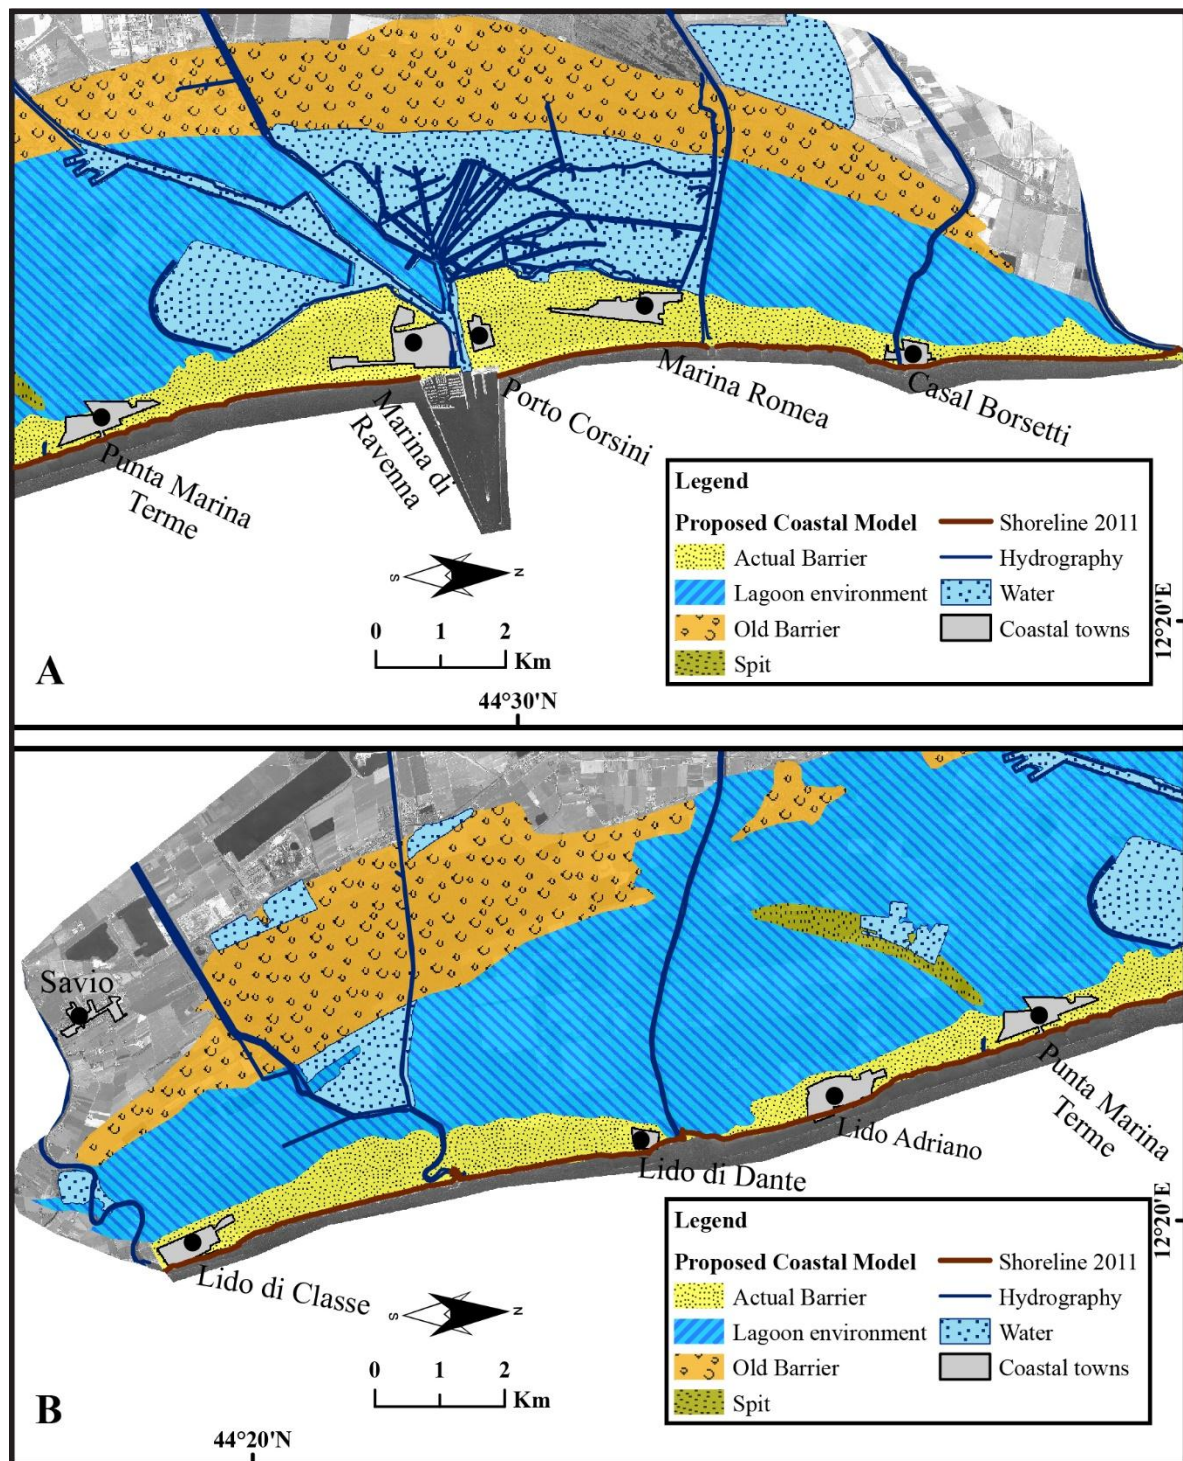 Punta Marina
Terme
Marina di
Ravenna
Porto Corsini
Marina Romea
Casal Borsetti
S N
0 1 2
Km
A
44°30'N
12°20'E
Legend
Proposed Coastal Model
Actual Barrier
Lagoon environment
Old Barrier
Spit
Shoreline 2011
Hydrography
Water
Coastal towns
Savio
Lido di Classe
Lido di Dante
Lido Adriano
Punta Marina
Terme
S N
0 1 2
Km
B
44°20'N
12°20'E
Legend
Proposed Coastal Model
Actual Barrier
Lagoon environment
Old Barrier
Spit
Shoreline 2011
Hydrography
Water
Coastal towns